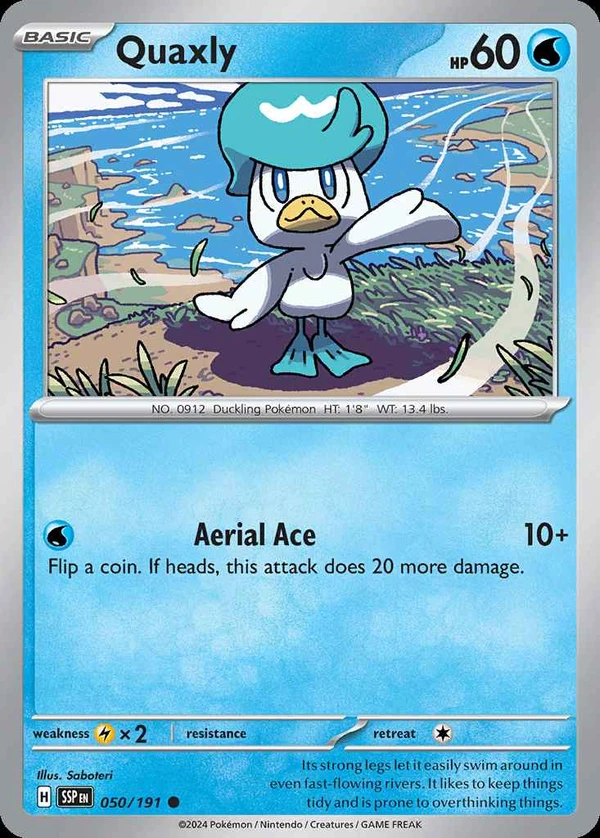 BASIC Quaxly HP 60
NO. 0912 Duckling Pokémon HT: 1'8" WT: 13.4 lbs.
Aerial Ace 10+
Flip a coin. If heads, this attack does 20 more damage.
weakness ×2 resistance retreat
Its strong legs let it easily swim around in
even fast-flowing rivers. It likes to keep things
tidy and is prone to overthinking things.
Illus. Saboteri
H SSP EN 050/191
©2024 Pokémon / Nintendo / Creatures / GAME FREAK